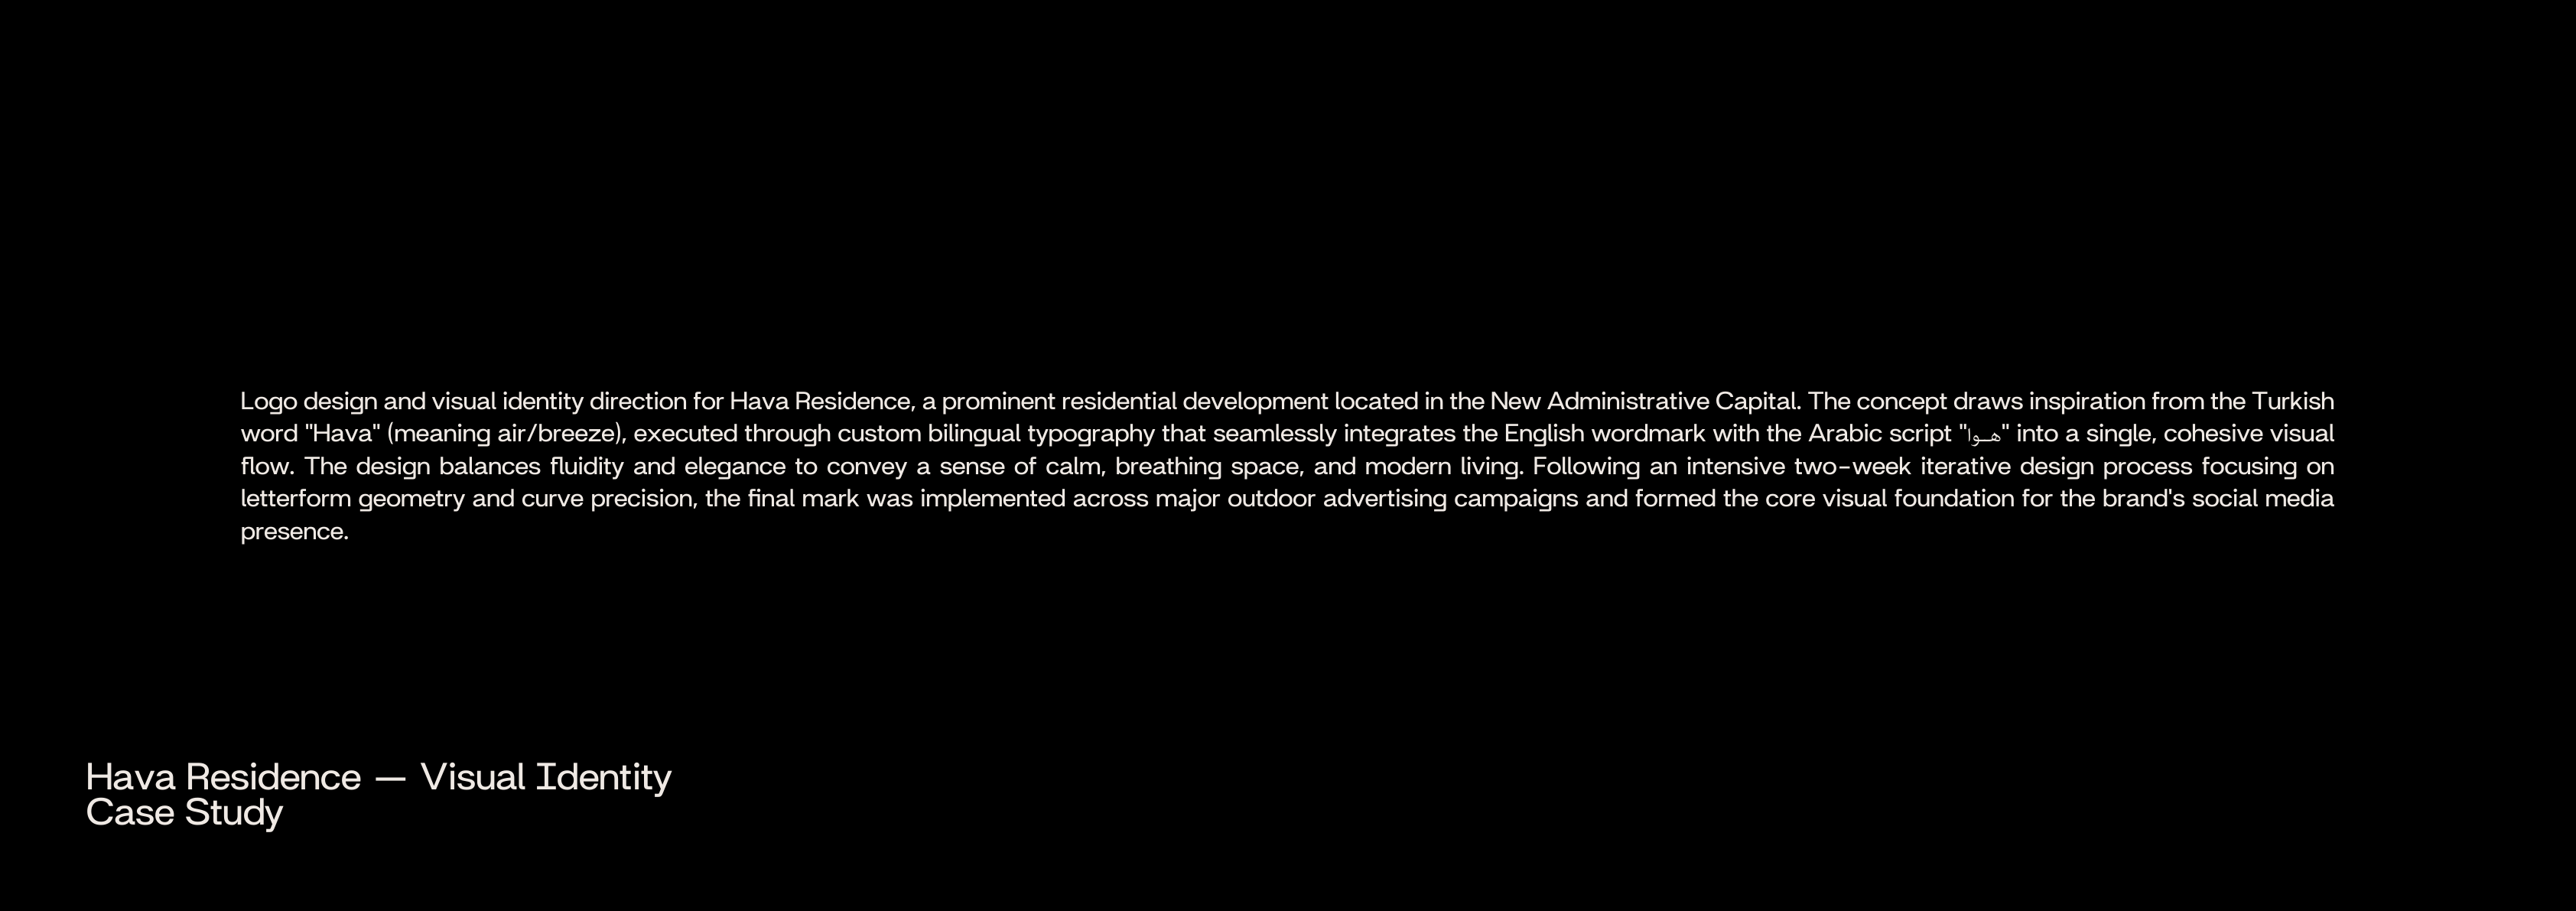 Logo design and visual identity direction for Hava Residence, a prominent residential development located in the New Administrative Capital. The concept draws inspiration from the Turkish
word "Hava" (meaning air/breeze), executed through custom bilingual typography that seamlessly integrates the English wordmark with the Arabic script "هــوا" into a single, cohesive visual
flow. The design balances fluidity and elegance to convey a sense of calm, breathing space, and modern living. Following an intensive two-week iterative design process focusing on
letterform geometry and curve precision, the final mark was implemented across major outdoor advertising campaigns and formed the core visual foundation for the brand's social media
presence.
Hava Residence — Visual Identity
Case Study